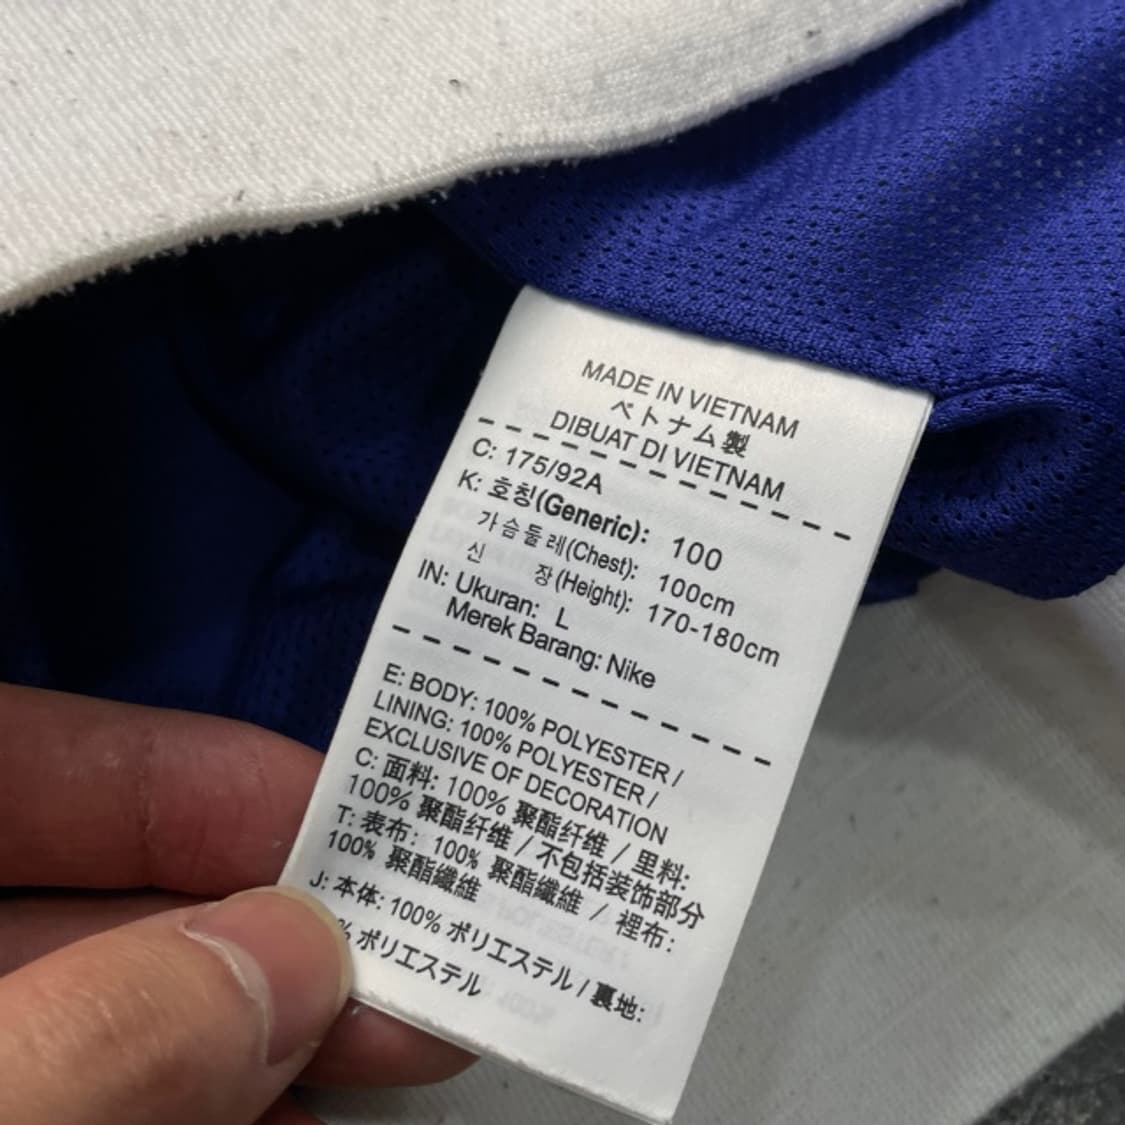 MADE IN VIETNAM
ベトナム製
DIBUAT DI VIETNAM
C: 175/92A
K: 호칭(Generic): 100
가슴둘레(Chest): 100cm
신 장(Height): 170-180cm
IN: Ukuran: L
Merek Barang: Nike
E: BODY: 100% POLYESTER /
LINING: 100% POLYESTER /
EXCLUSIVE OF DECORATION
C: 面料: 100% 聚酯纤维 / 里料:
100% 聚酯纤维 / 不包括装饰部分
T: 表布: 100% 聚酯纖維 / 裡布:
100% 聚酯纖維
J: 本体: 100% ポリエステル / 裏地:
% ポリエステル